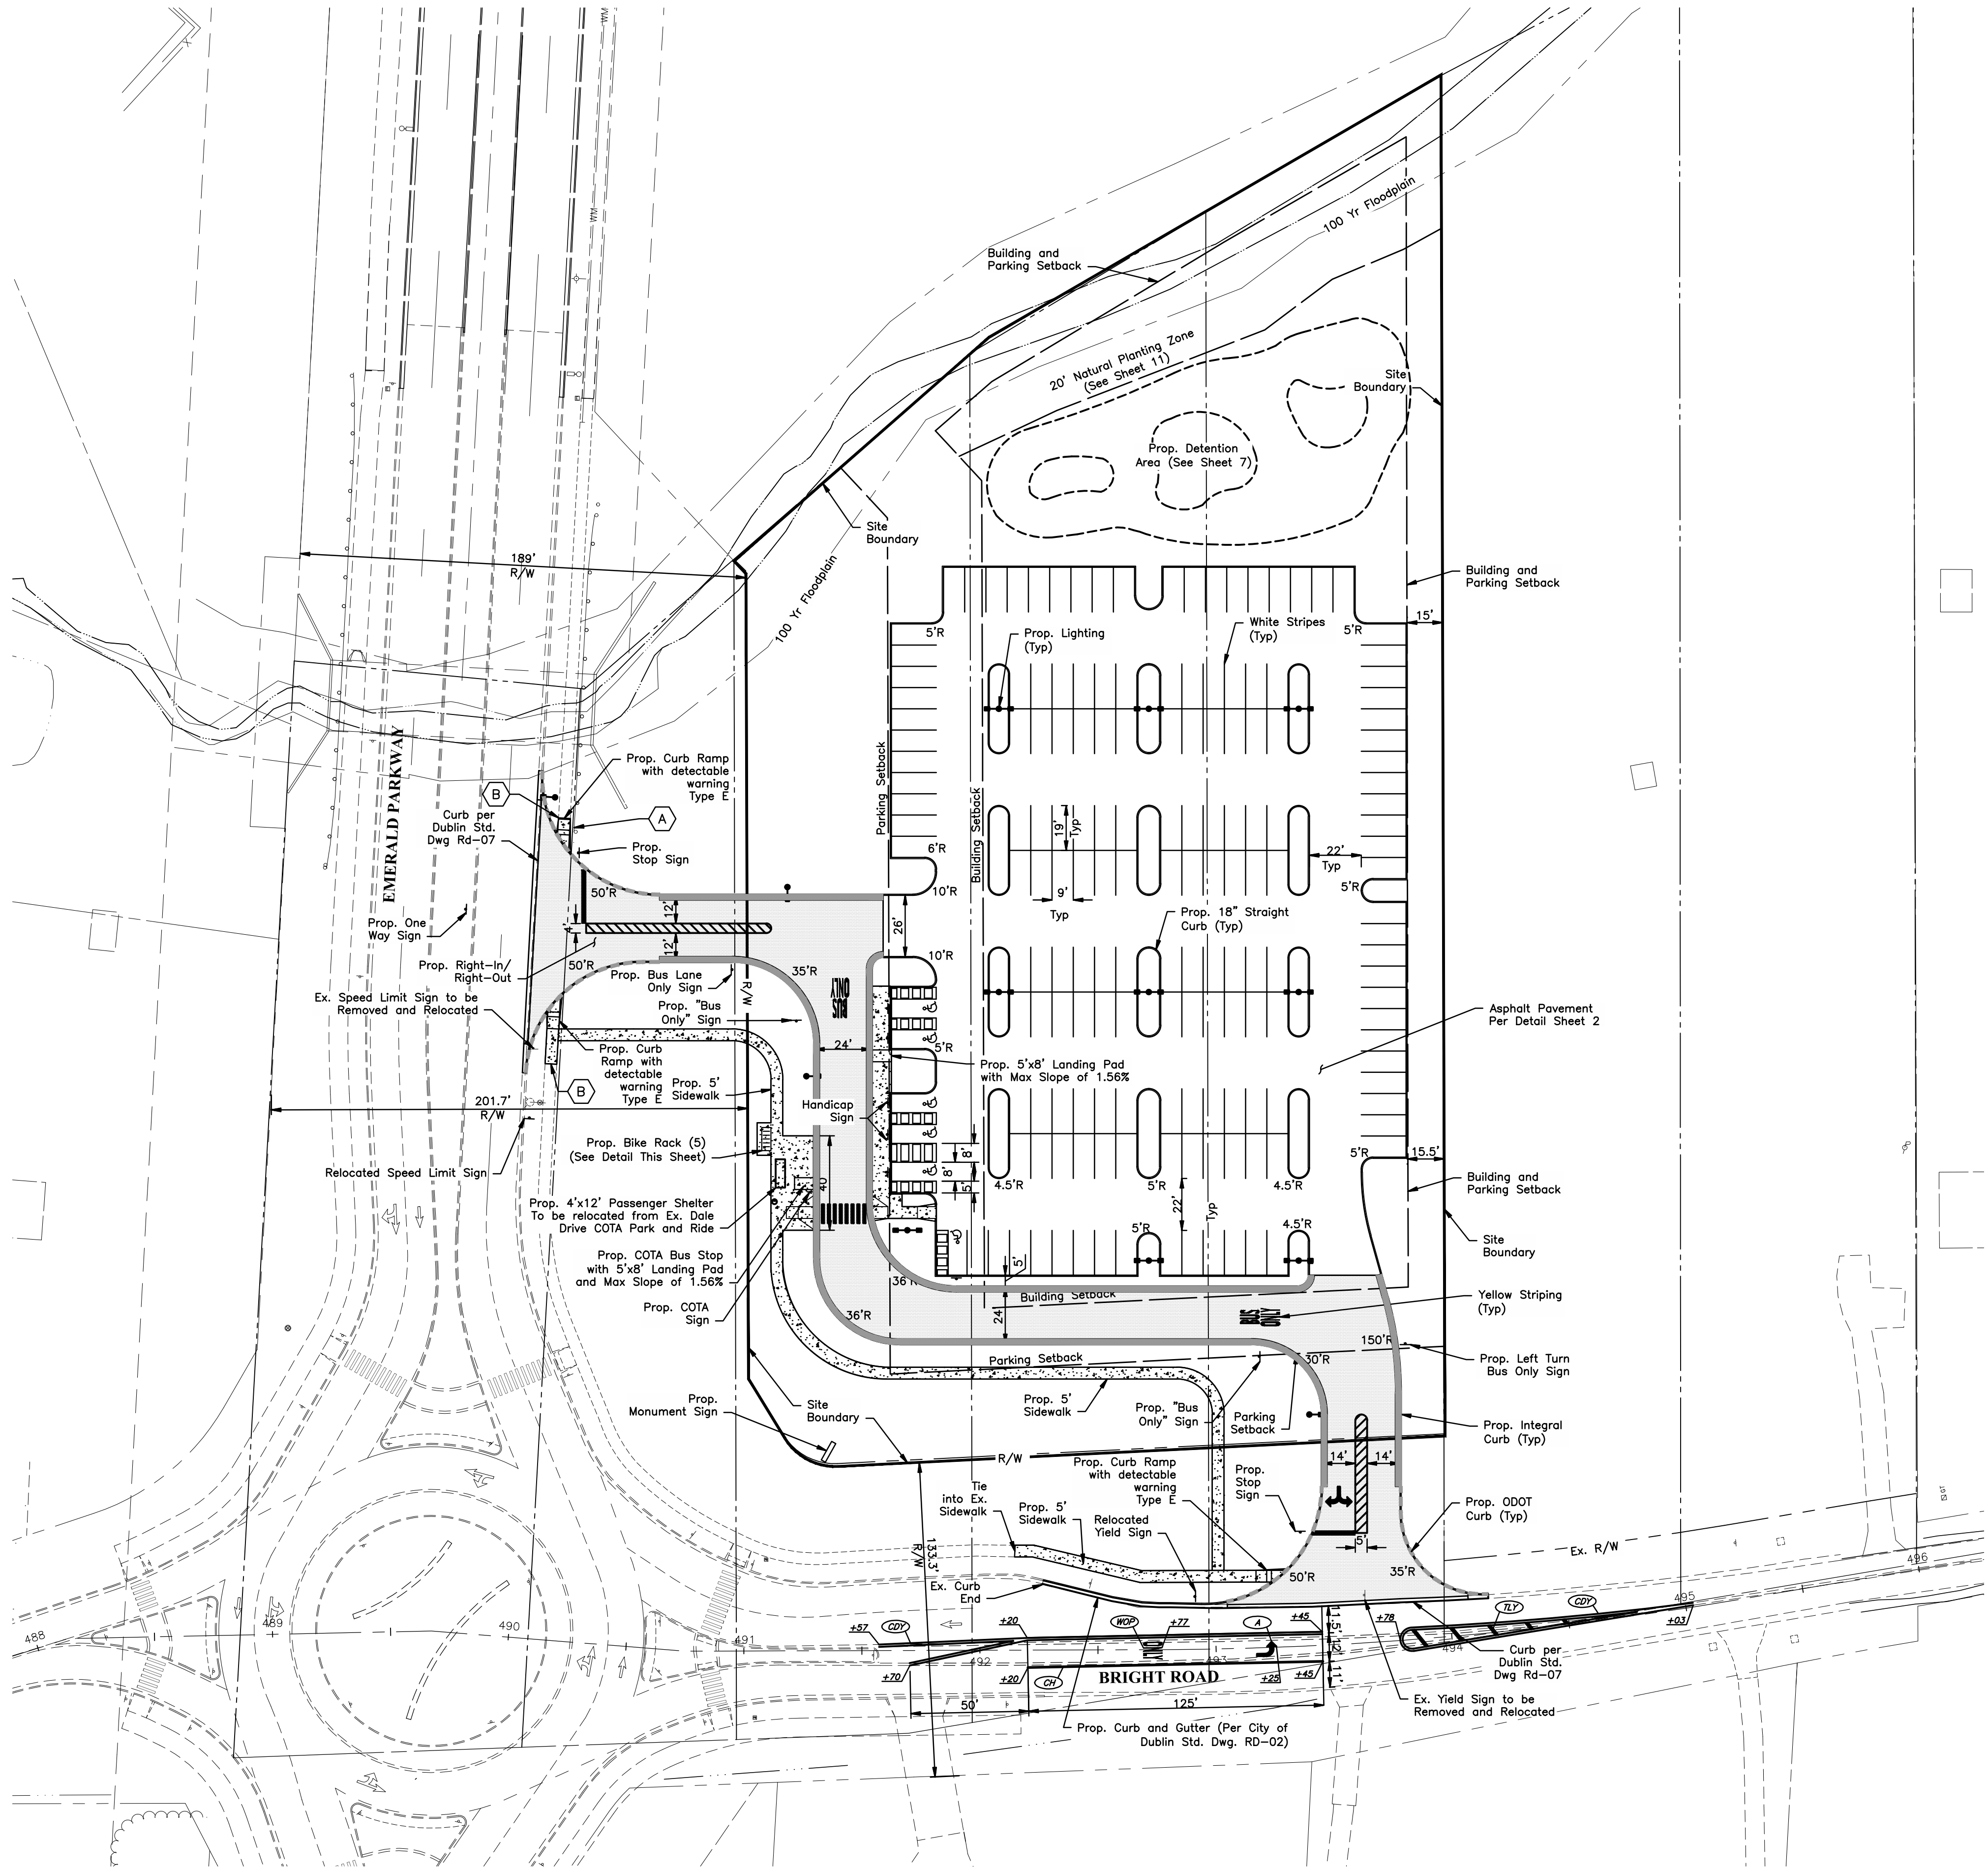 WM
WM
Building and
Parking Setback
100 Yr Floodplain
20' Natural Planting Zone
(See Sheet 11)
Site
Boundary
Prop. Detention
Area (See Sheet 7)
Site
Boundary
189'
R/W
100 Yr Floodplain
Building and
Parking Setback
15'
5'R
Prop. Lighting
(Typ)
White Stripes
(Typ)
5'R
EMERALD PARKWAY
Parking Setback
Building Setback
Prop. Curb Ramp
with detectable
warning
Type E
B
A
Curb per
Dublin Std.
Dwg Rd-07
Prop.
Stop Sign
19'
Typ
6'R
22'
Typ
9'
Typ
50'R
10'R
5'R
12'
4'
12'
26'
Prop. 18" Straight
Curb (Typ)
Prop. One
Way Sign
Prop. Right-In/
Right-Out
50'R
Prop. Bus Lane
Only Sign
R/W
35'R
10'R
BUS
ONLY
Ex. Speed Limit Sign to be
Removed and Relocated
Prop. "Bus
Only" Sign
Asphalt Pavement
Per Detail Sheet 2
24'
5'R
Prop. Curb
Ramp with
detectable
warning
Type E
B
Prop. 5'
Sidewalk
Prop. 5'x8' Landing Pad
with Max Slope of 1.56%
201.7'
R/W
Handicap
Sign
Prop. Bike Rack (5)
(See Detail This Sheet)
Relocated Speed Limit Sign
40'
8'
8'
5'
5'R
15.5'
Building and
Parking Setback
4.5'R
5'R
4.5'R
Prop. 4'x12' Passenger Shelter
To be relocated from Ex. Dale
Drive COTA Park and Ride
22'
Typ
5'R
4.5'R
Site
Boundary
Prop. COTA Bus Stop
with 5'x8' Landing Pad
and Max Slope of 1.56%
5'
36'R
Building Setback
Prop. COTA
Sign
36'R
24'
BUS
ONLY
Yellow Striping
(Typ)
150'R
Parking Setback
30'R
Prop. Left Turn
Bus Only Sign
Prop.
Monument Sign
Site
Boundary
Prop. 5'
Sidewalk
Prop. "Bus
Only" Sign
Parking
Setback
Prop. Integral
Curb (Typ)
R/W
14'
14'
Prop. Curb Ramp
with detectable
warning
Type E
Prop.
Stop
Sign
Tie
into Ex.
Sidewalk
Prop. 5'
Sidewalk
Relocated
Yield Sign
Prop. ODOT
Curb (Typ)
133.3'
R/W
5'
Ex. R/W
50'R
35'R
Ex. Curb
End
488
489
490
491
492
493
494
495
496
+57
CDY
+20
WOP
+77
A
+45
+78
TLY
CDY
+03
11.5'
12'
11'
ONLY
+70
+20
CH
BRIGHT ROAD
+25
+45
Curb per
Dublin Std.
Dwg Rd-07
50'
125'
Ex. Yield Sign to be
Removed and Relocated
Prop. Curb and Gutter (Per City of
Dublin Std. Dwg. RD-02)